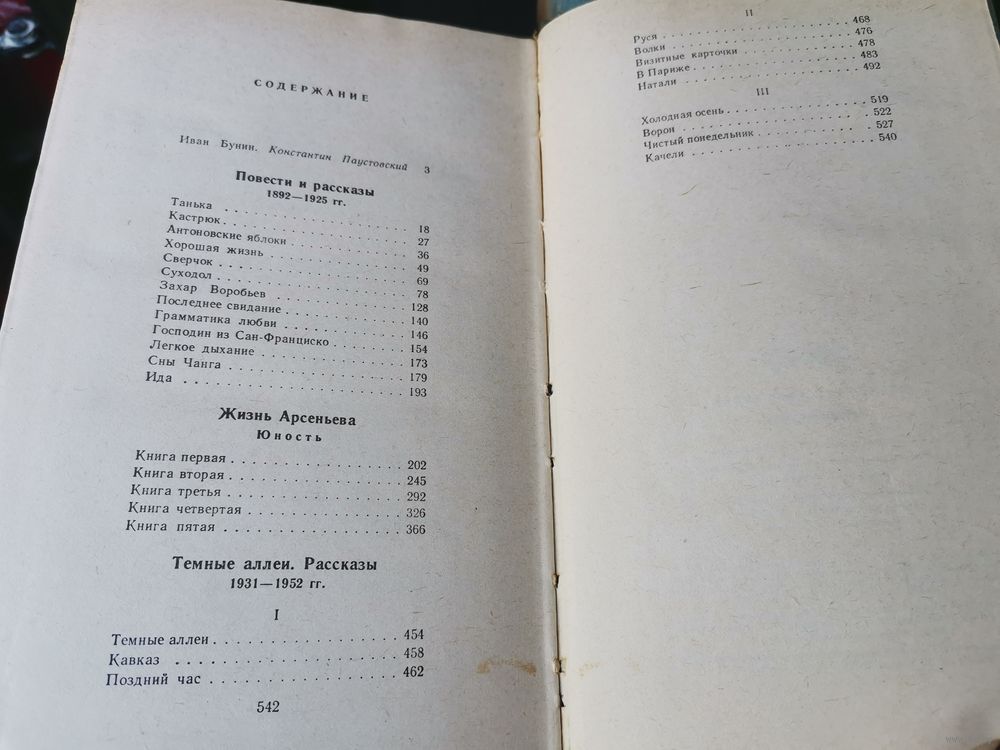 СОДЕРЖАНИЕ
Иван Бунин. Константин Паустовский 3
Повести и рассказы
1892—1925 гг.
Танька . . . . . . . . . . . . . . . . 18
Кастрюк . . . . . . . . . . . . . . . . 27
Антоновские яблоки . . . . . . . . . . . . 36
Хорошая жизнь . . . . . . . . . . . . . . 49
Сверчок . . . . . . . . . . . . . . . . 69
Суходол . . . . . . . . . . . . . . . . 78
Захар Воробьев . . . . . . . . . . . . . . 128
Последнее свидание . . . . . . . . . . . . 140
Грамматика любви . . . . . . . . . . . . 146
Господин из Сан-Франциско . . . . . . . . 154
Легкое дыхание . . . . . . . . . . . . . . 173
Сны Чанга . . . . . . . . . . . . . . . . 179
Ида . . . . . . . . . . . . . . . . . . 193
Жизнь Арсеньева
Юность
Книга первая . . . . . . . . . . . . . . 202
Книга вторая . . . . . . . . . . . . . . 245
Книга третья . . . . . . . . . . . . . . 292
Книга четвертая . . . . . . . . . . . . . 326
Книга пятая . . . . . . . . . . . . . . 366
Темные аллеи. Рассказы
1931—1952 гг.
I
Темные аллеи . . . . . . . . . . . . . . 454
Кавказ . . . . . . . . . . . . . . . . 458
Поздний час . . . . . . . . . . . . . . 462
542
II
Руся . . . . . . . . . . . . . . . . . . 468
Волки . . . . . . . . . . . . . . . . . 476
Визитные карточки . . . . . . . . . . . . 478
В Париже . . . . . . . . . . . . . . . . 483
Натали . . . . . . . . . . . . . . . . 492
III
Холодная осень . . . . . . . . . . . . . 519
Ворон . . . . . . . . . . . . . . . . . 522
Чистый понедельник . . . . . . . . . . . . 527
Качели . . . . . . . . . . . . . . . . 540